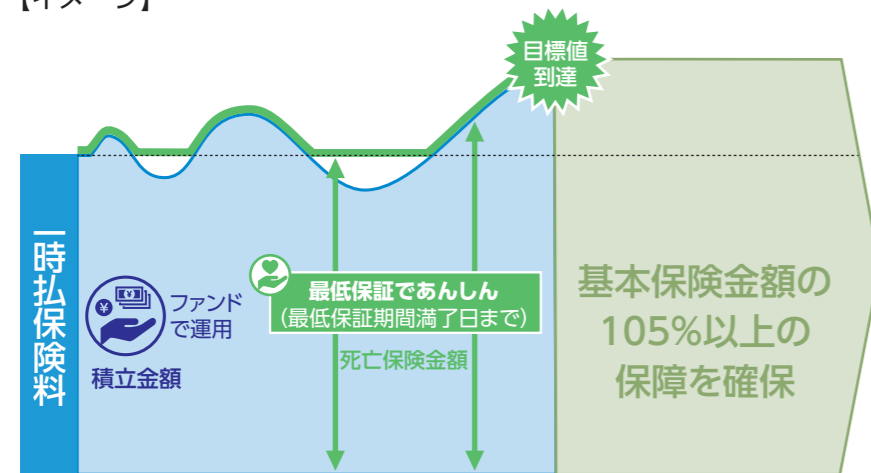 【イメージ】
目標値
到達
一時払保険料
ファンド
で運用
積立金額
最低保証であんしん
(最低保証期間満了日まで)
死亡保険金額
基本保険金額の
105%以上の
保障を確保